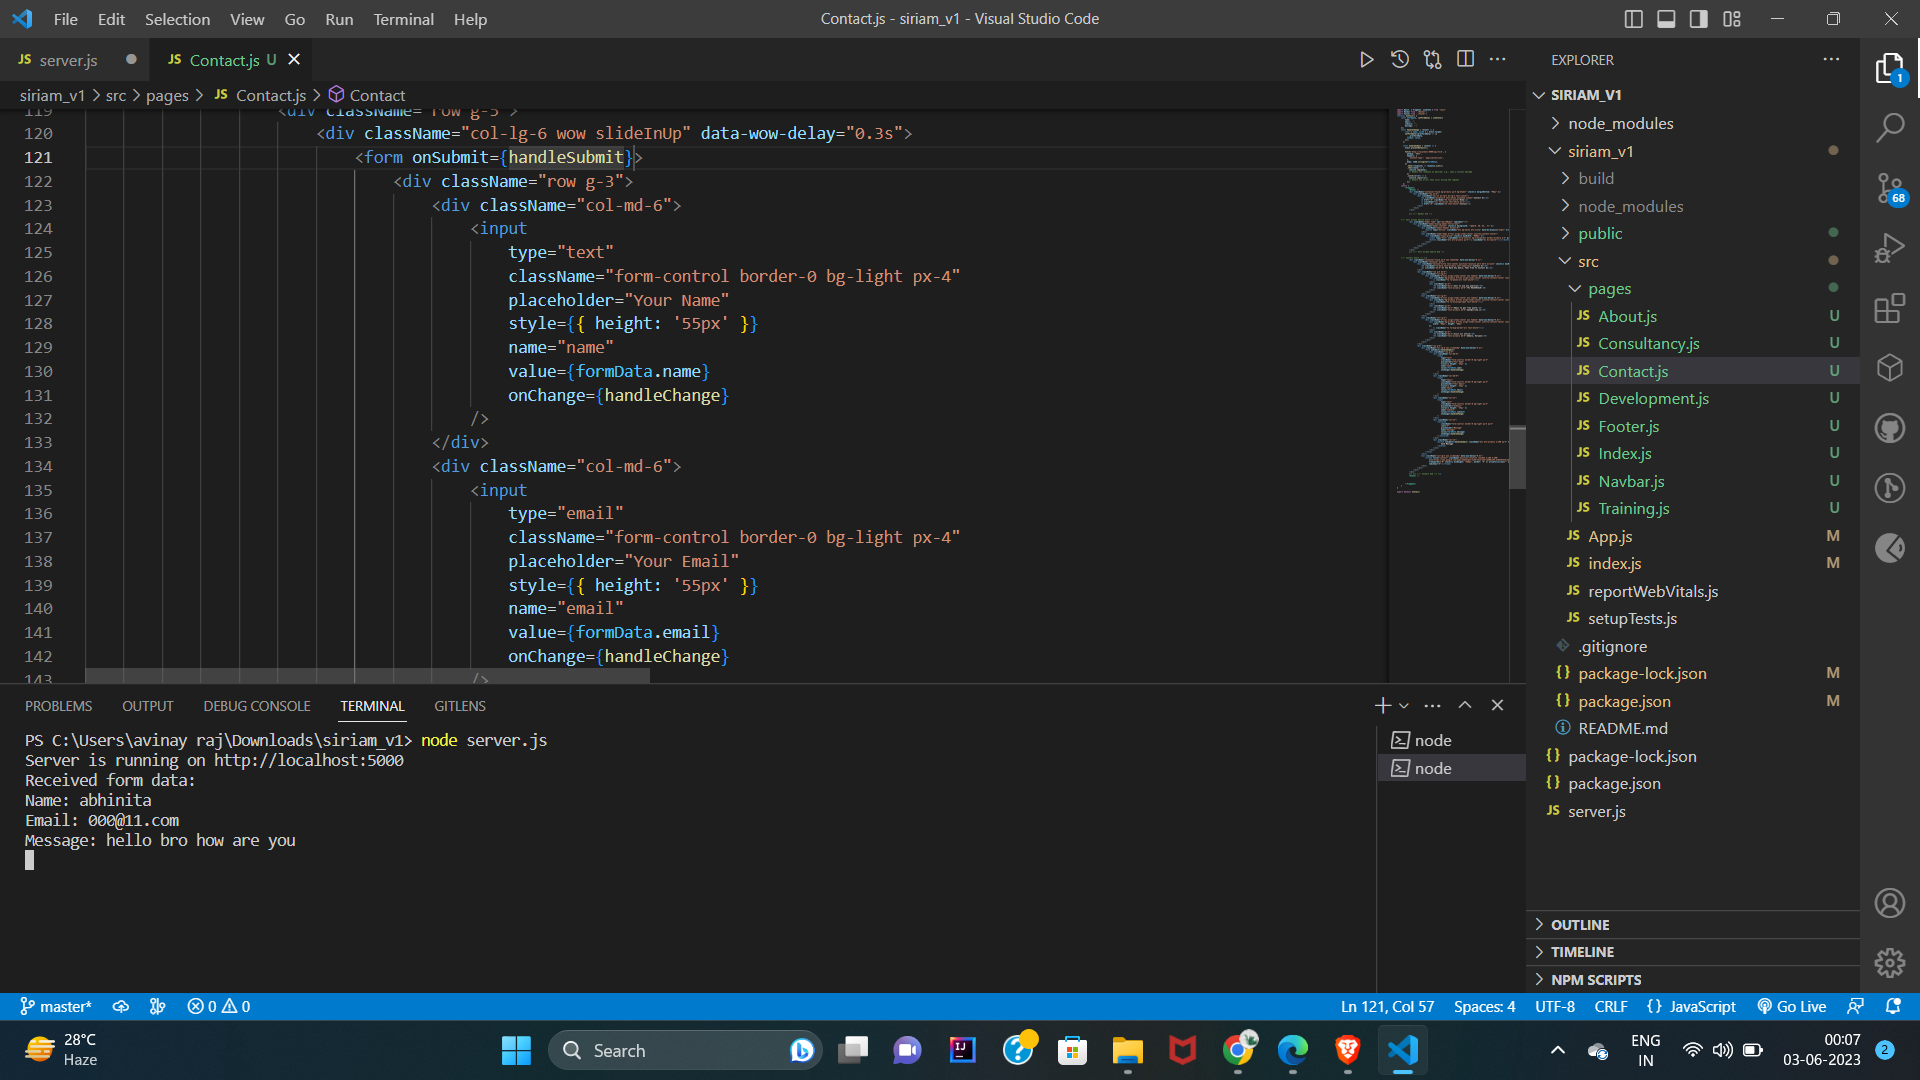 File Edit Selection View Go Run Terminal Help
Contact.js - siriam_v1 - Visual Studio Code
JS server.js
JS Contact.js U
siriam_v1 > src > pages > JS Contact.js > Contact
119 <div className="row g-5">
120 <div className="col-lg-6 wow slideInUp" data-wow-delay="0.3s">
121 <form onSubmit={handleSubmit}>
122 <div className="row g-3">
123 <div className="col-md-6">
124 <input
125 type="text"
126 className="form-control border-0 bg-light px-4"
127 placeholder="Your Name"
128 style={{ height: '55px' }}
129 name="name"
130 value={formData.name}
131 onChange={handleChange}
132 />
133 </div>
134 <div className="col-md-6">
135 <input
136 type="email"
137 className="form-control border-0 bg-light px-4"
138 placeholder="Your Email"
139 style={{ height: '55px' }}
140 name="email"
141 value={formData.email}
142 onChange={handleChange}
143 />
PROBLEMS OUTPUT DEBUG CONSOLE TERMINAL GITLENS
PS C:\Users\avinay raj\Downloads\siriam_v1> node server.js
Server is running on http://localhost:5000
Received form data:
Name: abhinita
Email: 000@11.com
Message: hello bro how are you
node
node
EXPLORER
SIRIAM_V1
node_modules
siriam_v1
build
node_modules
public
src
pages
JS About.js U
JS Consultancy.js U
JS Contact.js U
JS Development.js U
JS Footer.js U
JS Index.js U
JS Navbar.js U
JS Training.js U
JS App.js M
JS index.js M
JS reportWebVitals.js
JS setupTests.js
.gitignore
{} package-lock.json M
{} package.json M
README.md
{} package-lock.json
{} package.json
JS server.js
OUTLINE
TIMELINE
NPM SCRIPTS
1
68
master* 0 0
Ln 121, Col 57 Spaces: 4 UTF-8 CRLF {} JavaScript Go Live
28°C
Haze
Search
IJ
ENG
IN
00:07
03-06-2023
2